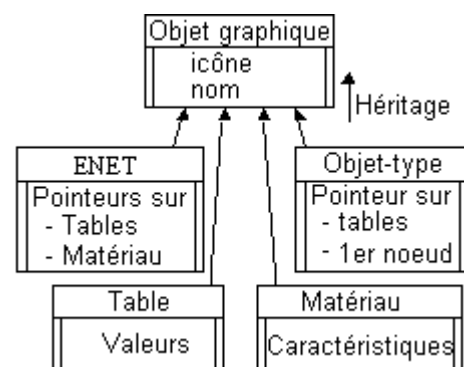 Objet graphique
icône
nom
Héritage
ENET
Pointeurs sur
- Tables
- Matériau
Objet-type
Pointeur sur
- tables
- 1er noeud
Table
Valeurs
Matériau
Caractéristiques